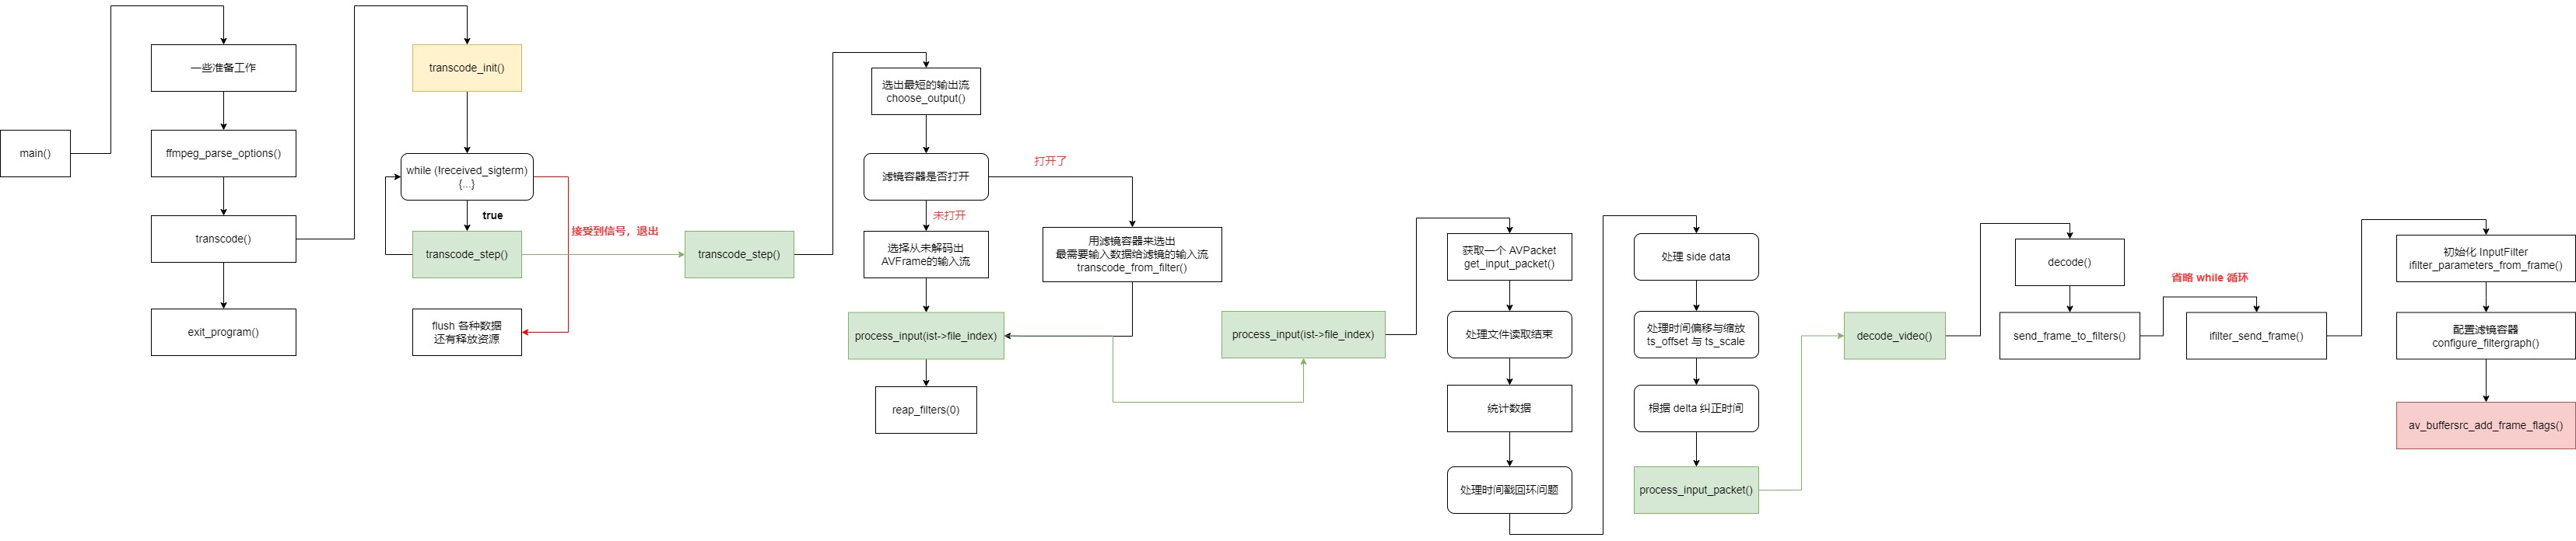 main()
一些准备工作
ffmpeg_parse_options()
transcode()
exit_program()
transcode_init()
while (!received_sigterm)
{...}
true
transcode_step()
接受到信号，退出
flush 各种数据
还有释放资源
transcode_step()
选出最短的输出流
choose_output()
滤镜容器是否打开
打开了
未打开
选择从未解码出
AVFrame的输入流
用滤镜容器来选出
最需要输入数据给滤镜的输入流
transcode_from_filter()
process_input(ist->file_index)
reap_filters(0)
process_input(ist->file_index)
获取一个 AVPacket
get_input_packet()
处理文件读取结束
统计数据
处理时间戳回环问题
处理 side data
处理时间偏移与缩放
ts_offset 与 ts_scale
根据 delta 纠正时间
process_input_packet()
decode_video()
decode()
send_frame_to_filters()
省略 while 循环
ifilter_send_frame()
初始化 InputFilter
ifilter_parameters_from_frame()
配置滤镜容器
configure_filtergraph()
av_buffersrc_add_frame_flags()